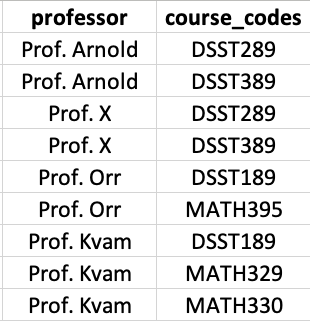 professor course_codes
Prof. Arnold DSST289
Prof. Arnold DSST389
Prof. X DSST289
Prof. X DSST389
Prof. Orr DSST189
Prof. Orr MATH395
Prof. Kvam DSST189
Prof. Kvam MATH329
Prof. Kvam MATH330